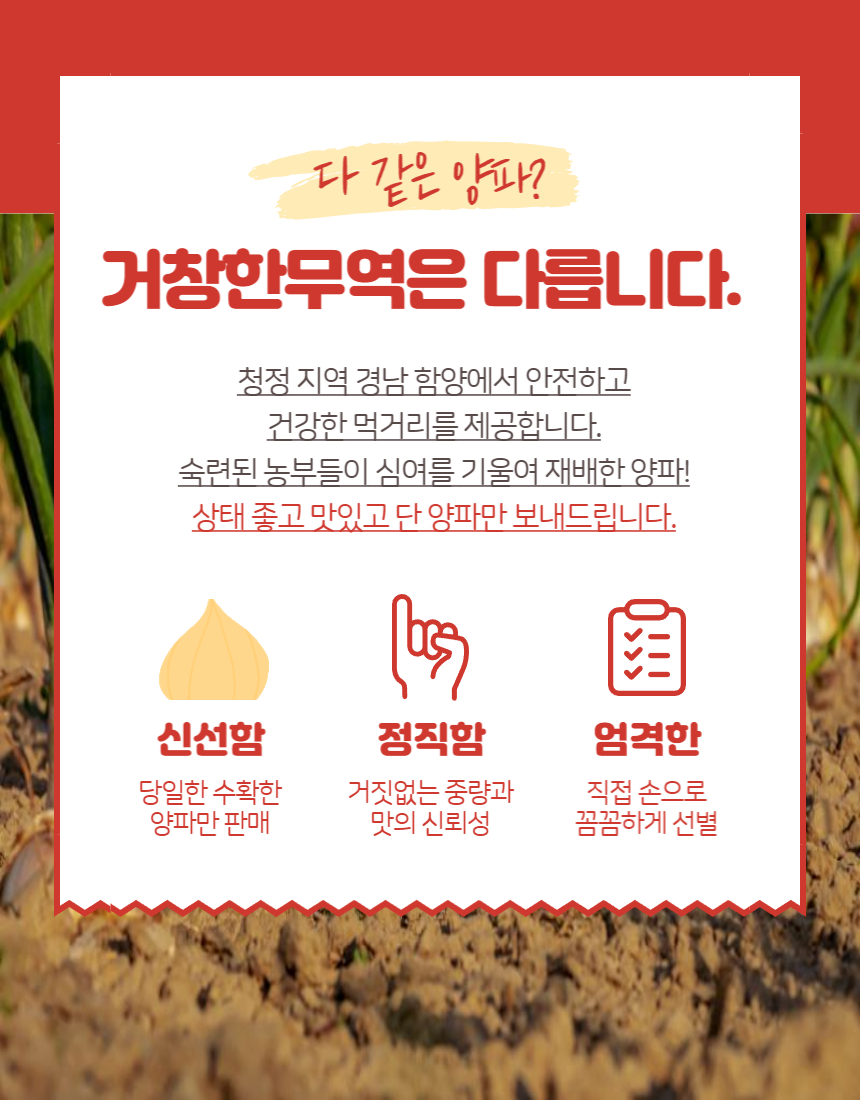 다 같은 양파?
거창한무역은 다릅니다.
청정 지역 경남 함양에서 안전하고
건강한 먹거리를 제공합니다.
숙련된 농부들이 심여를 기울여 재배한 양파!
상태 좋고 맛있고 단 양파만 보내드립니다.
신선함
당일한 수확한
양파만 판매
정직함
거짓없는 중량과
맛의 신뢰성
엄격한
직접 손으로
꼼꼼하게 선별